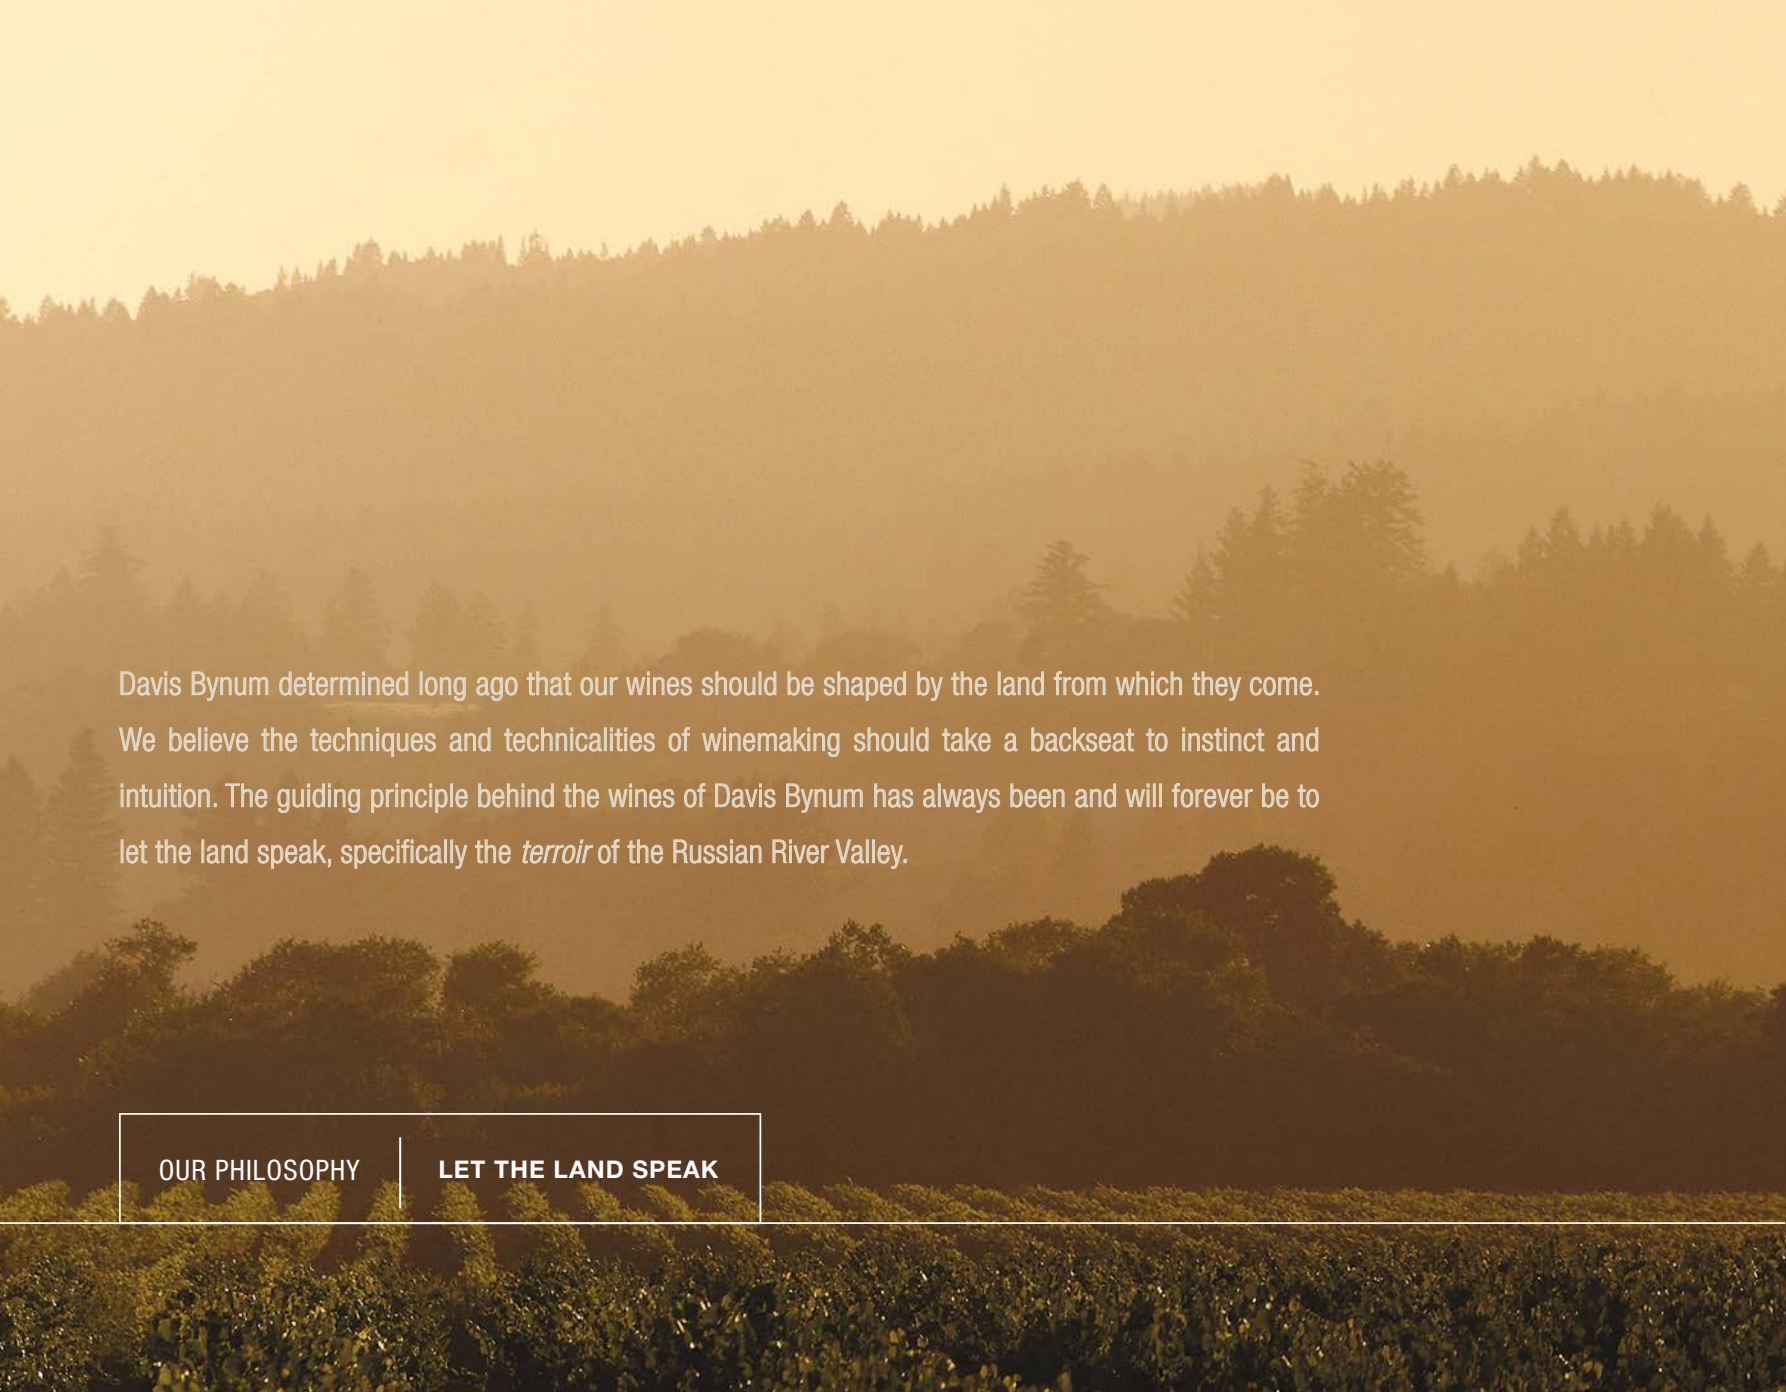 Davis Bynum determined long ago that our wines should be shaped by the land from which they come.
We believe the techniques and technicalities of winemaking should take a backseat to instinct and
intuition. The guiding principle behind the wines of Davis Bynum has always been and will forever be to
let the land speak, specifically the terroir of the Russian River Valley.
OUR PHILOSOPHY
LET THE LAND SPEAK